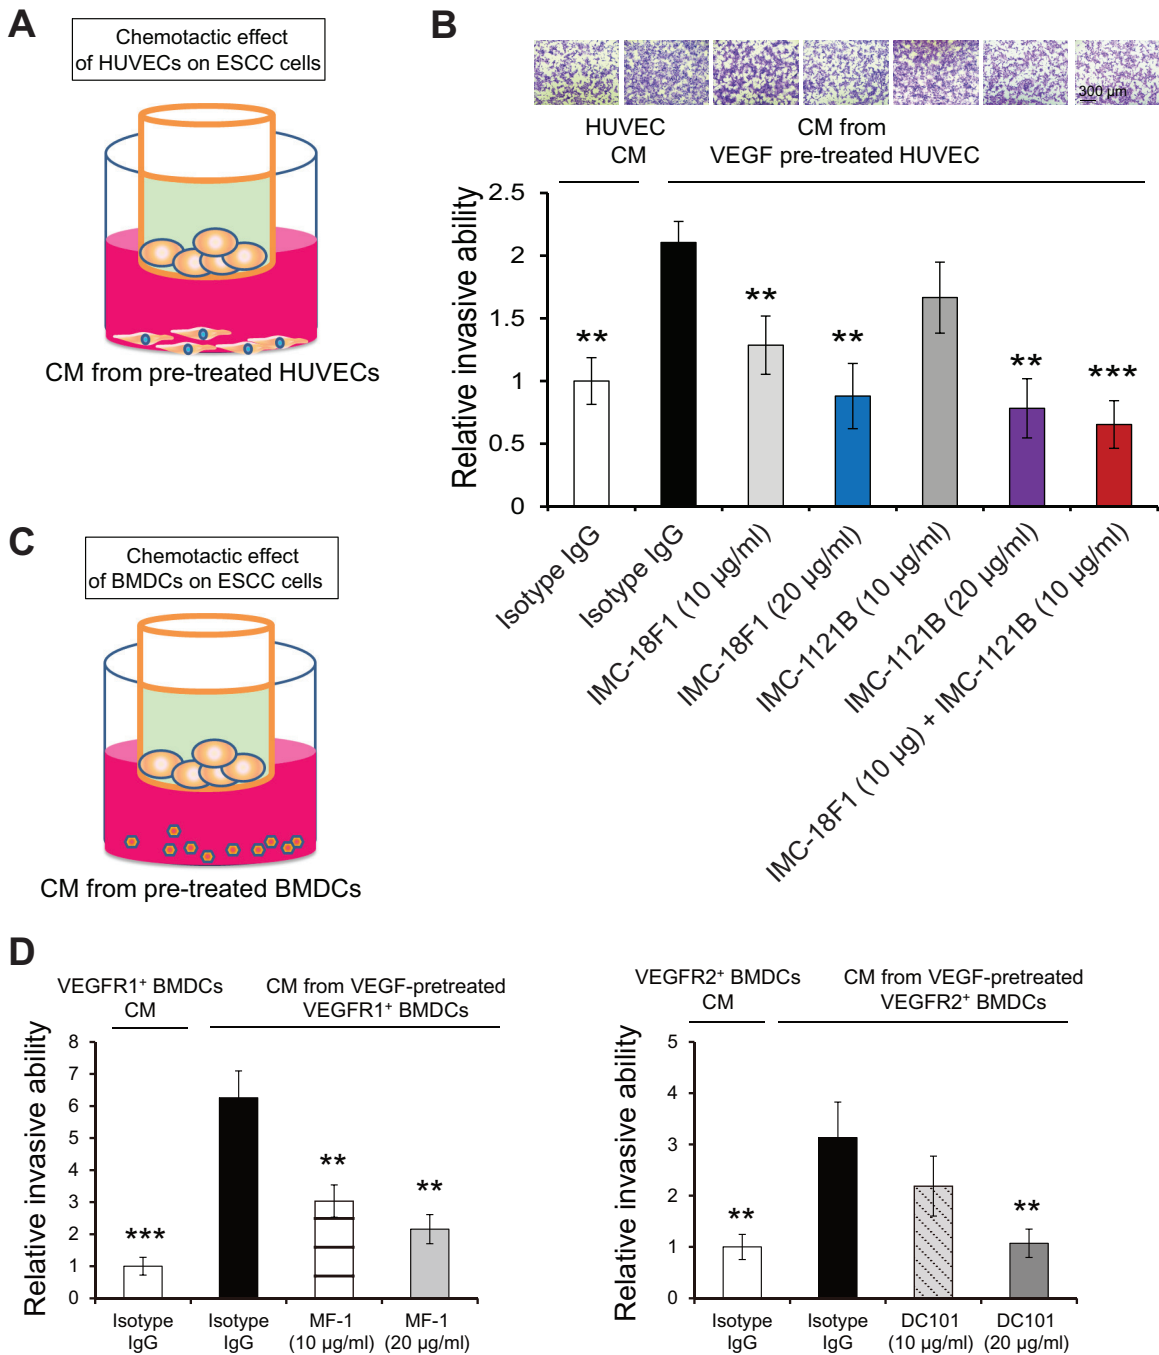 A
Chemotactic effect
of HUVECs on ESCC cells
CM from pre-treated HUVECs
B
300 µm
HUVEC
CM
CM from
VEGF pre-treated HUVEC
Relative invasive ability
2.5
2
1.5
1
0.5
0
**
**
**
**
***
Isotype IgG
Isotype IgG
IMC-18F1 (10 µg/ml)
IMC-18F1 (20 µg/ml)
IMC-1121B (10 µg/ml)
IMC-1121B (20 µg/ml)
IMC-18F1 (10 µg) + IMC-1121B (10 µg/ml)
C
Chemotactic effect
of BMDCs on ESCC cells
CM from pre-treated BMDCs
D
VEGFR1⁺ BMDCs
CM
CM from VEGF-pretreated
VEGFR1⁺ BMDCs
Relative invasive ability
8
7
6
5
4
3
2
1
0
***
**
**
Isotype
IgG
Isotype
IgG
MF-1
(10 µg/ml)
MF-1
(20 µg/ml)
VEGFR2⁺ BMDCs
CM
CM from VEGF-pretreated
VEGFR2⁺ BMDCs
Relative invasive ability
5
4
3
2
1
0
**
**
Isotype
IgG
Isotype
IgG
DC101
(10 µg/ml)
DC101
(20 µg/ml)